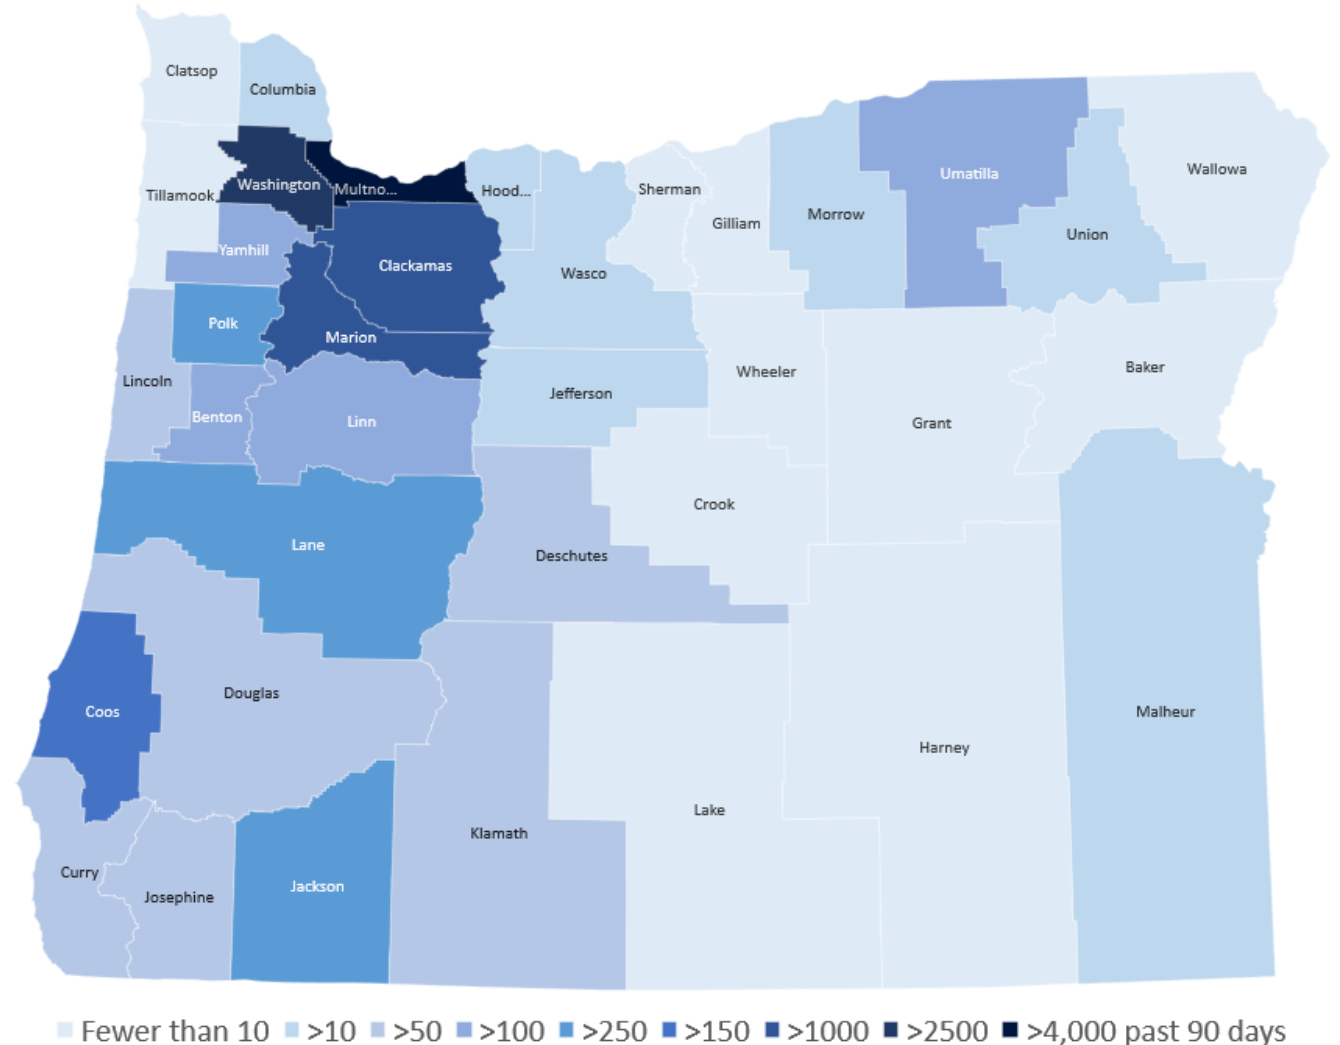 Clatsop
Columbia
Washington
Multno...
Hood...
Tillamook
Sherman
Gilliam
Morrow
Umatilla
Wallowa
Union
Yamhill
Clackamas
Wasco
Polk
Marion
Lincoln
Jefferson
Wheeler
Baker
Benton
Linn
Grant
Crook
Lane
Deschutes
Coos
Douglas
Malheur
Harney
Lake
Klamath
Curry
Josephine
Jackson
Fewer than 10 >10 >50 >100 >250 >150 >1000 >2500 >4,000 past 90 days